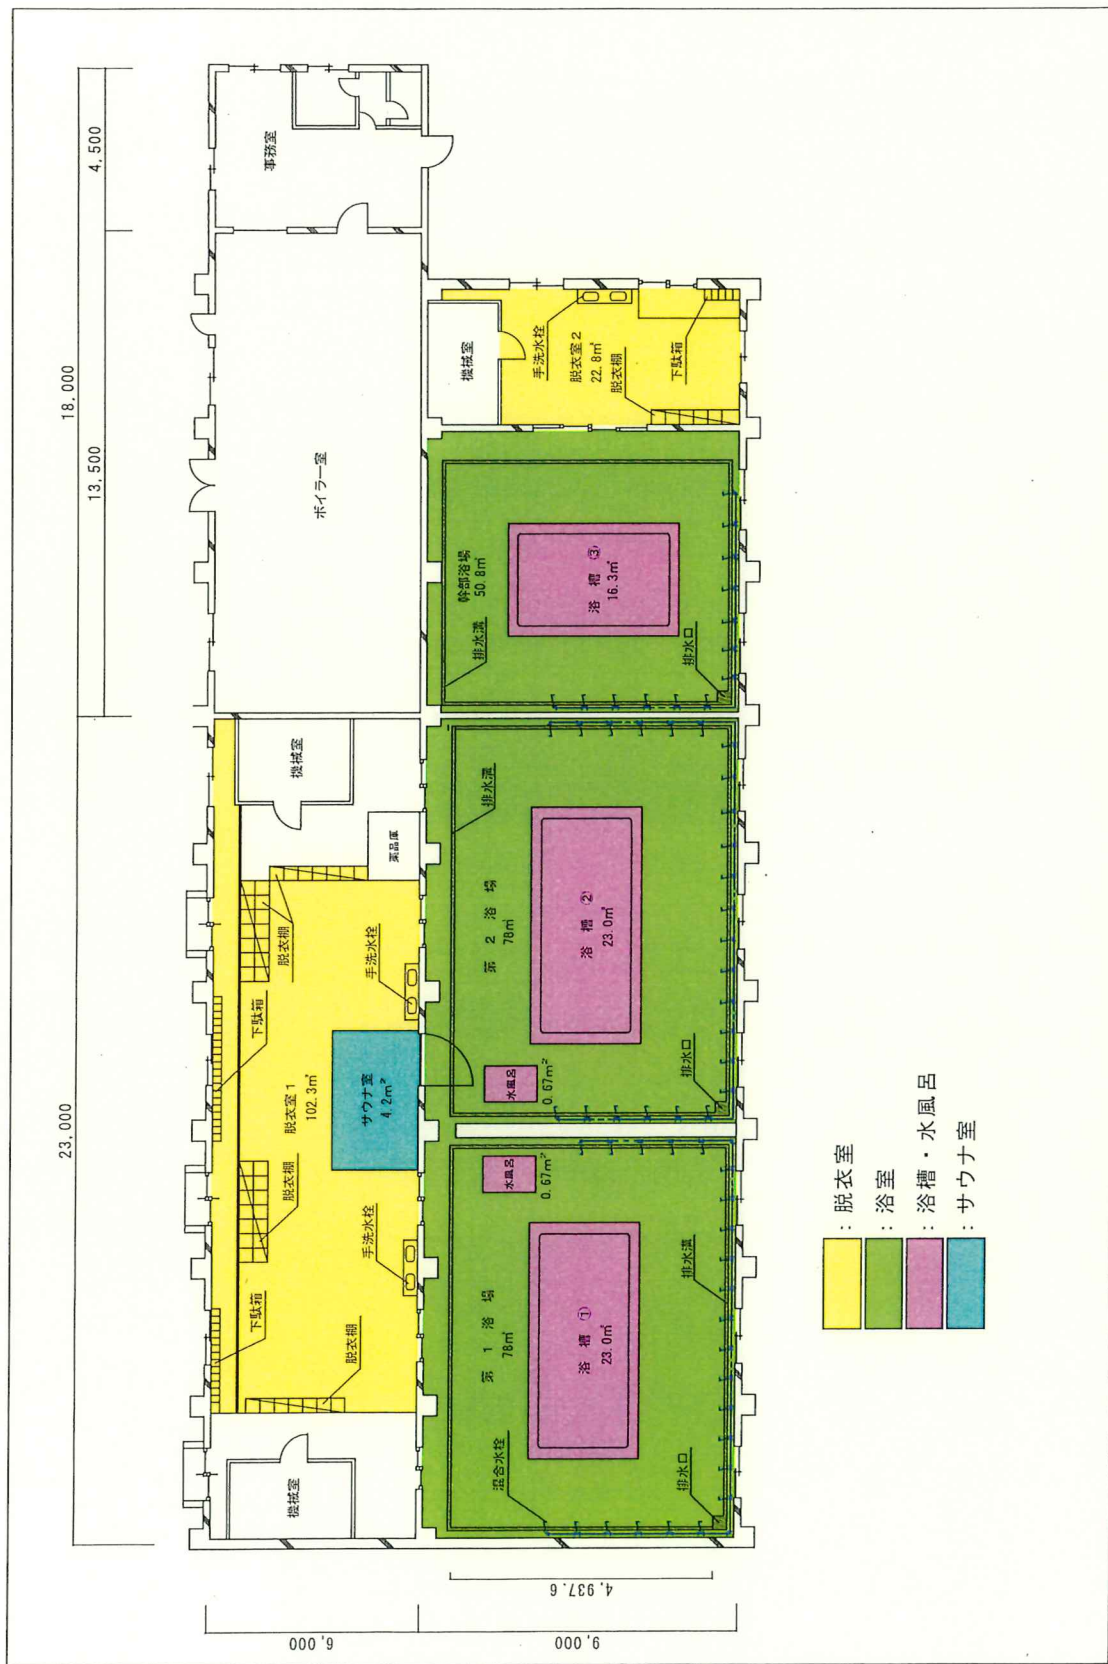 23,000
18,000
13,500
4,500
6,000
9,000
4,937.6
機械室
下駄箱
脱衣棚
手洗水栓
脱衣棚
脱衣室1
102.3㎡
サウナ室
4.2m²
下駄箱
脱衣棚
手洗水栓
薬品庫
機械室
ボイラー室
事務室
混合水栓
第 1 浴 場
78㎡
浴 槽 ①
23.0㎡
水風呂
0.67m²
排水口
排水溝
第 2 浴 場
78㎡
排水溝
浴 槽 ②
23.0㎡
水風呂
0.67m²
排水口
幹部浴場
50.8㎡
排水溝
浴 槽 ③
16.3㎡
排水口
機械室
手洗水栓
脱衣室2
22.8㎡
脱衣棚
下駄箱
：脱衣室
：浴室
：浴槽・水風呂
：サウナ室